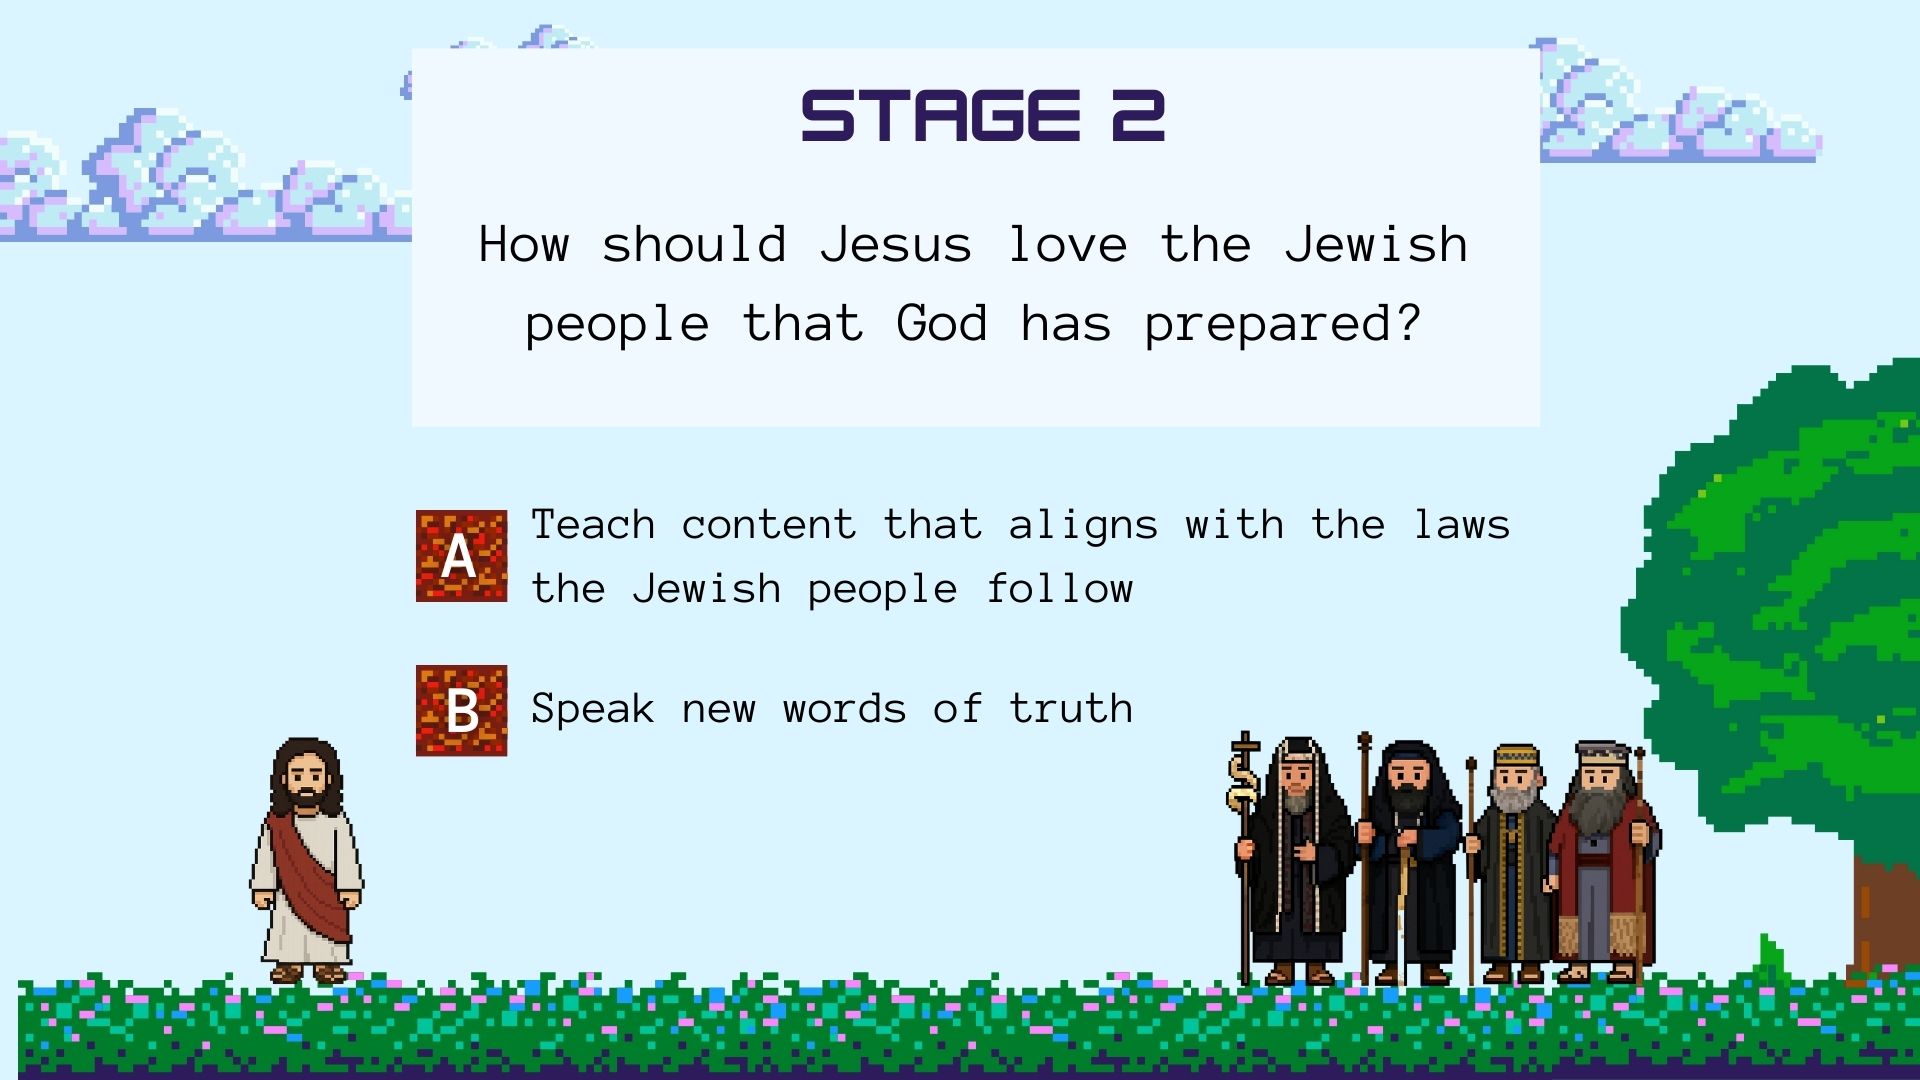 STAGE 2
How should Jesus love the Jewish
people that God has prepared?
A
Teach content that aligns with the laws
the Jewish people follow
B
Speak new words of truth